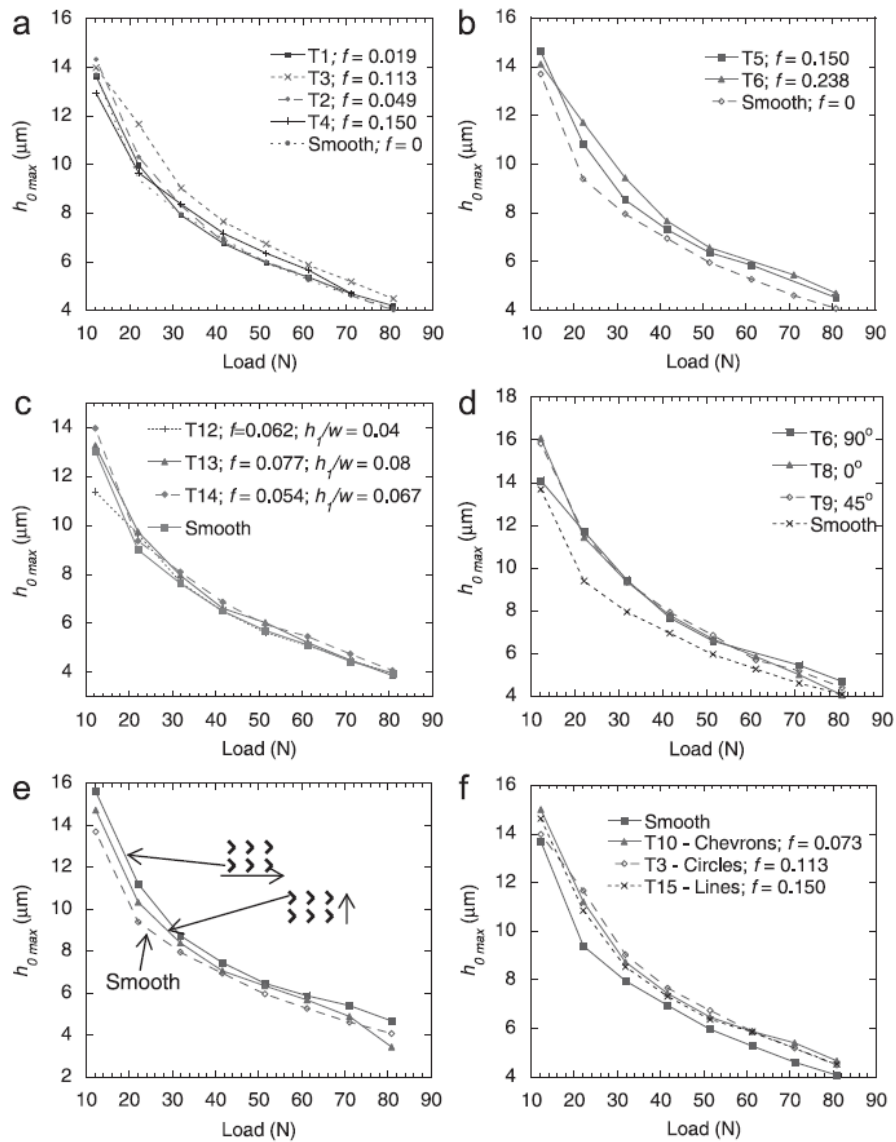 a
16
14
12
10
8
6
4
h0 max (μm)
T1; f = 0.019
T3; f = 0.113
T2; f = 0.049
T4; f = 0.150
Smooth; f = 0
10 20 30 40 50 60 70 80 90
Load (N)
b
16
14
12
10
8
6
4
h0 max (μm)
T5; f = 0.150
T6; f = 0.238
Smooth; f = 0
10 20 30 40 50 60 70 80 90
Load (N)
c
14
12
10
8
6
4
h0 max (μm)
T12; f=0.062; h1/w = 0.04
T13; f = 0.077; h1/w = 0.08
T14; f = 0.054; h1/w = 0.067
Smooth
10 20 30 40 50 60 70 80 90
Load (N)
d
18
16
14
12
10
8
6
4
h0 max (μm)
T6; 90°
T8; 0°
T9; 45°
Smooth
10 20 30 40 50 60 70 80 90
Load (N)
e
16
14
12
10
8
6
4
2
h0 max (μm)
Smooth
10 20 30 40 50 60 70 80 90
Load (N)
f
16
14
12
10
8
6
4
h0 max (μm)
Smooth
T10 - Chevrons; f = 0.073
T3 - Circles; f = 0.113
T15 - Lines; f = 0.150
10 20 30 40 50 60 70 80 90
Load (N)